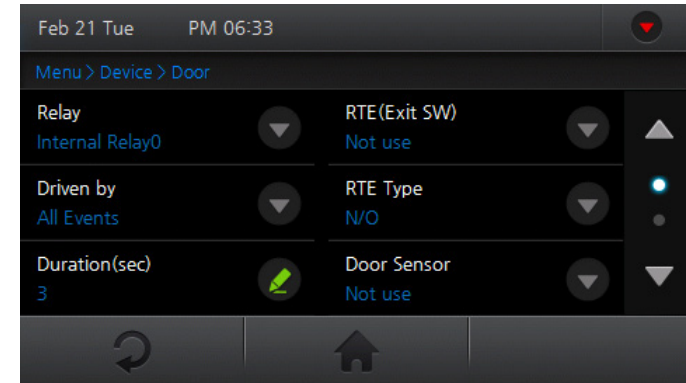 Feb 21 Tue PM 06:33
Menu > Device > Door
Relay
Internal Relay0
RTE(Exit SW)
Not use
Driven by
All Events
RTE Type
N/O
Duration(sec)
3
Door Sensor
Not use